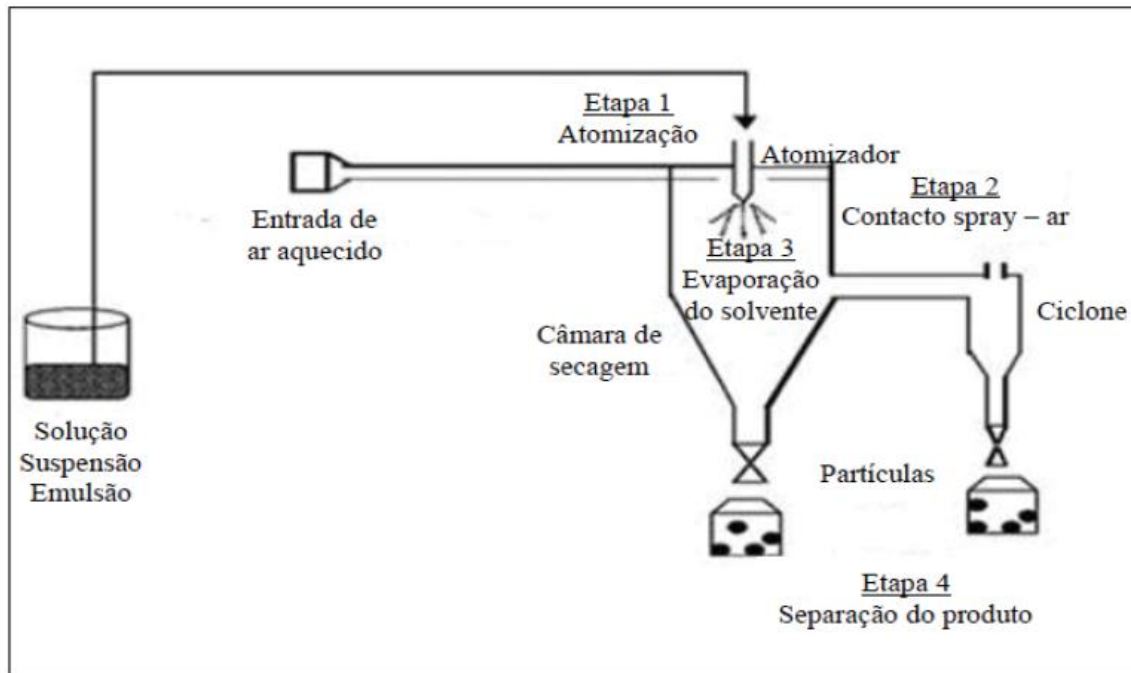 Etapa 1
Atomização
Atomizador
Etapa 2
Contacto spray – ar
Entrada de
ar aquecido
Etapa 3
Evaporação
do solvente
Ciclone
Câmara de
secagem
Solução
Suspensão
Emulsão
Partículas
Etapa 4
Separação do produto